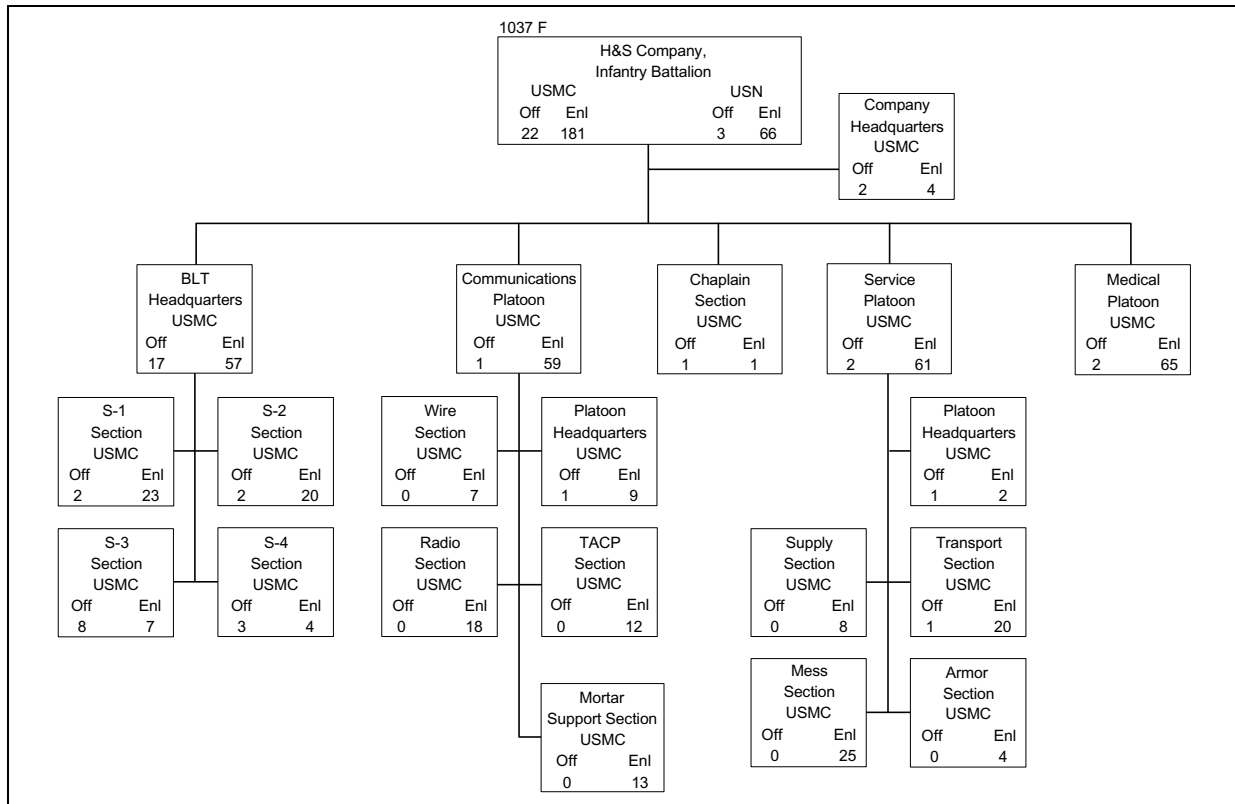 1037 F
H&S Company,
Infantry Battalion
USMC USN
Off Enl Off Enl
22 181 3 66
Company
Headquarters
USMC
Off Enl
2 4
BLT
Headquarters
USMC
Off Enl
17 57
Communications
Platoon
USMC
Off Enl
1 59
Chaplain
Section
USMC
Off Enl
1 1
Service
Platoon
USMC
Off Enl
2 61
Medical
Platoon
USMC
Off Enl
2 65
S-1
Section
USMC
Off Enl
2 23
S-2
Section
USMC
Off Enl
2 20
Wire
Section
USMC
Off Enl
0 7
Platoon
Headquarters
USMC
Off Enl
1 9
Platoon
Headquarters
USMC
Off Enl
1 2
S-3
Section
USMC
Off Enl
8 7
S-4
Section
USMC
Off Enl
3 4
Radio
Section
USMC
Off Enl
0 18
TACP
Section
USMC
Off Enl
0 12
Supply
Section
USMC
Off Enl
0 8
Transport
Section
USMC
Off Enl
1 20
Mortar
Support Section
USMC
Off Enl
0 13
Mess
Section
USMC
Off Enl
0 25
Armor
Section
USMC
Off Enl
0 4